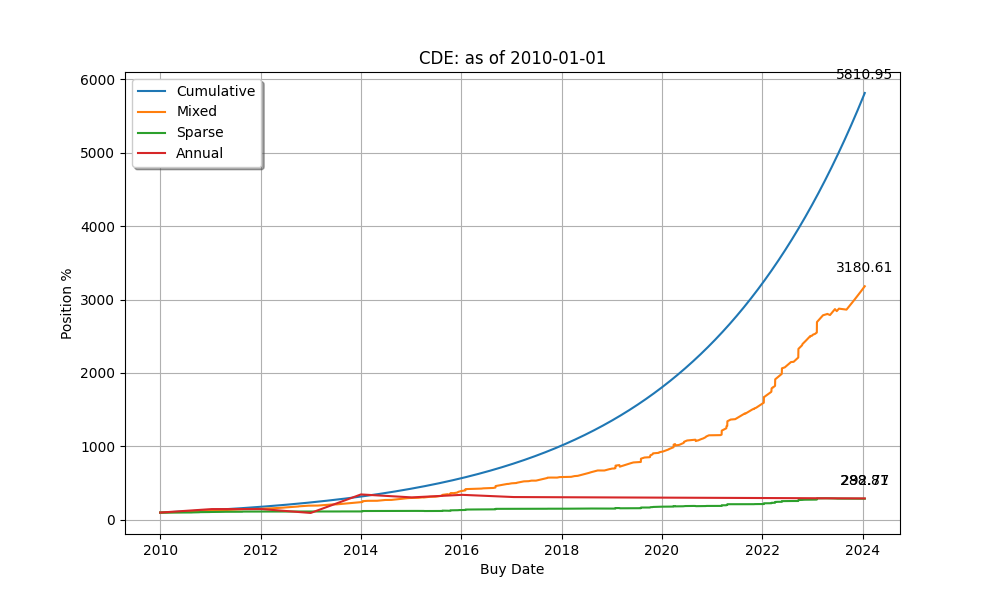 CDE: as of 2010-01-01
5810.95
6000
Cumulative
Mixed
Sparse
Annual
5000
4000
3180.61
3000
2000
1000
0
2010 2012 2014 2016 2018 2020 2022 2024
Position %
Buy Date